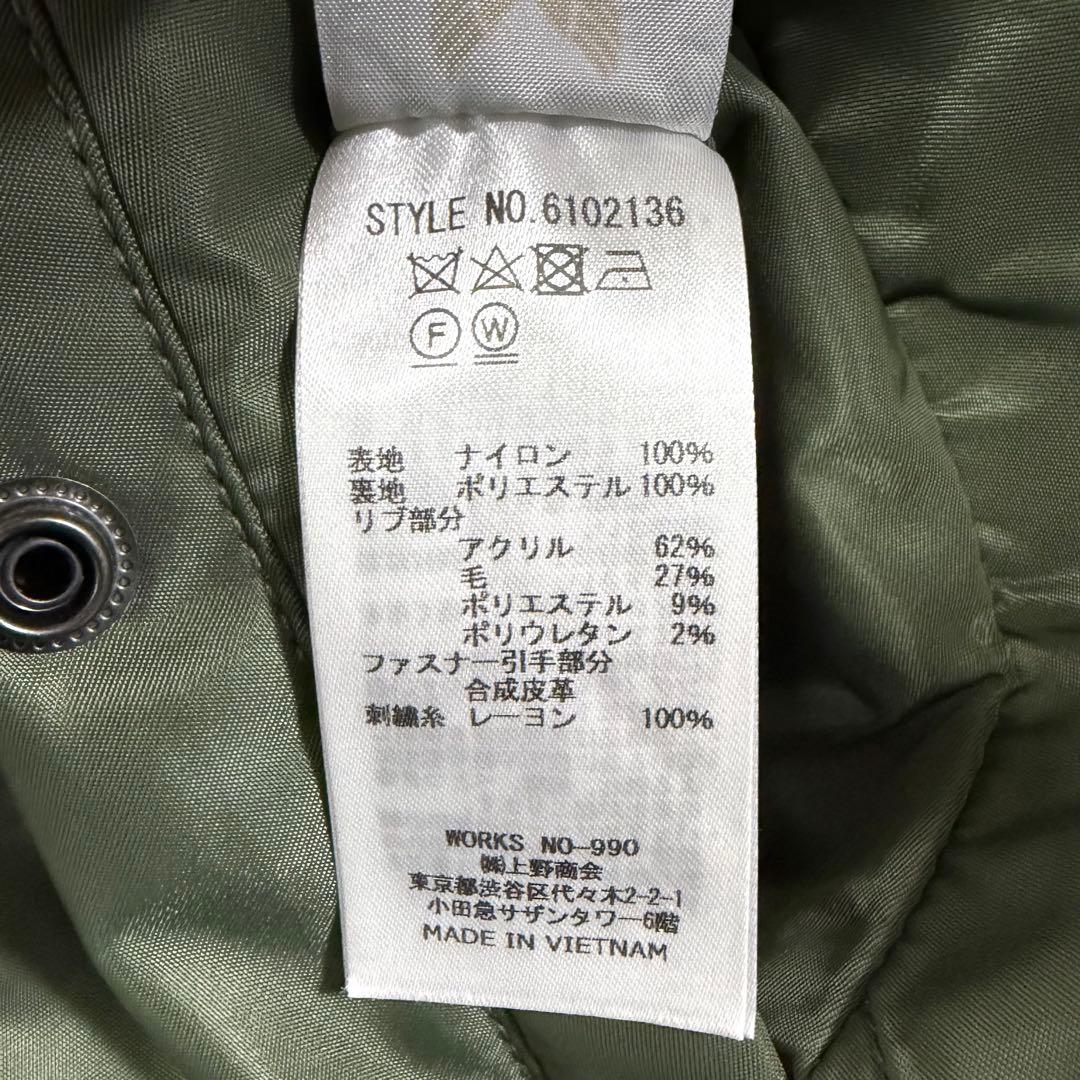 STYLE NO.6102136
F W
表地 ナイロン 100%
裏地 ポリエステル 100%
リブ部分
アクリル 62%
毛 27%
ポリエステル 9%
ポリウレタン 2%
ファスナー引手部分
合成皮革
刺繍糸 レーヨン 100%
WORKS NO-990
㈱上野商会
東京都渋谷区代々木2-2-1
小田急サザンタワー6階
MADE IN VIETNAM